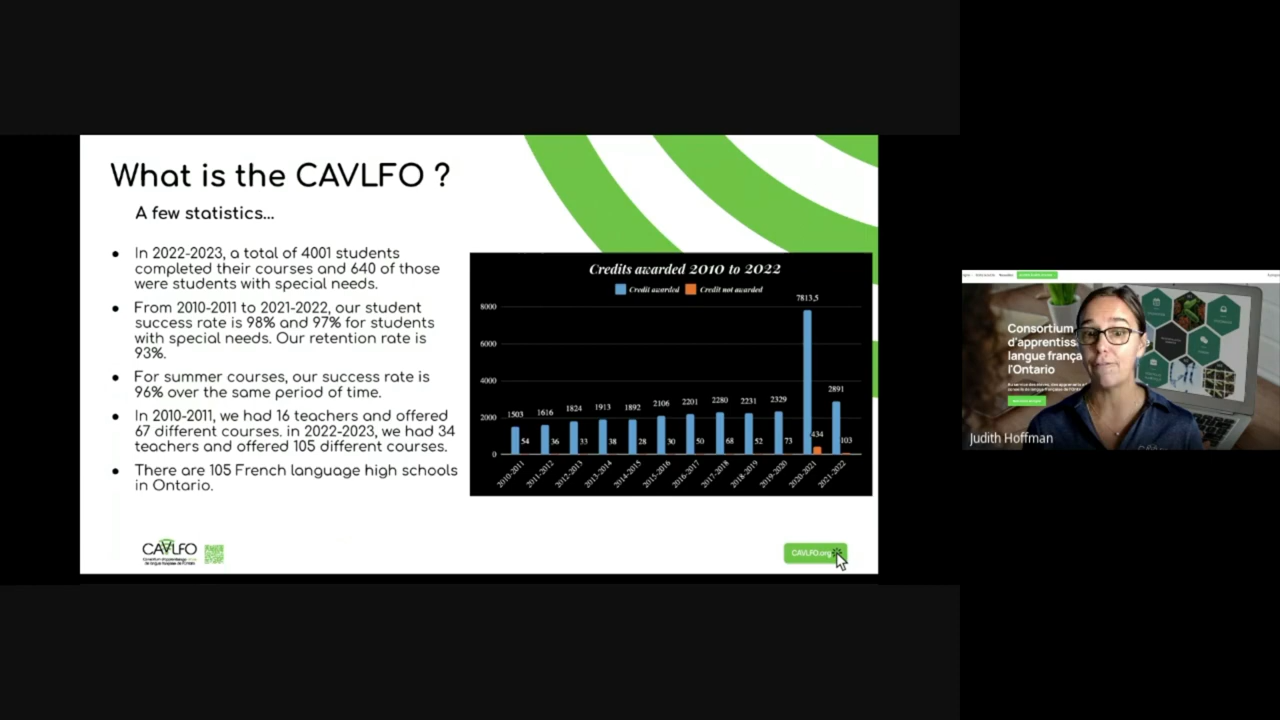 What is the CAVLFO ?
A few statistics...
● In 2022-2023, a total of 4001 students
completed their courses and 640 of those
were students with special needs.
● From 2010-2011 to 2021-2022, our student
success rate is 98% and 97% for students
with special needs. Our retention rate is
93%.
● For summer courses, our success rate is
96% over the same period of time.
● In 2010-2011, we had 16 teachers and offered
67 different courses. in 2022-2023, we had 34
teachers and offered 105 different courses.
● There are 105 French language high schools
in Ontario.
Credits awarded 2010 to 2022
Credit awarded Credit not awarded
8000
6000
4000
2000
0
1503 54 1616 36 1824 33 1913 38 1892 28 2106 30 2201 50 2280 68 2231 52 2329 73 7813,5 434 2891 103
2010-2011 2011-2012 2012-2013 2013-2014 2014-2015 2015-2016 2016-2017 2017-2018 2018-2019 2019-2020 2020-2021 2021-2022
CAVLFO
CAVLFO.org
Consortium
d'apprentiss
langue frança
l'Ontario
Judith Hoffman